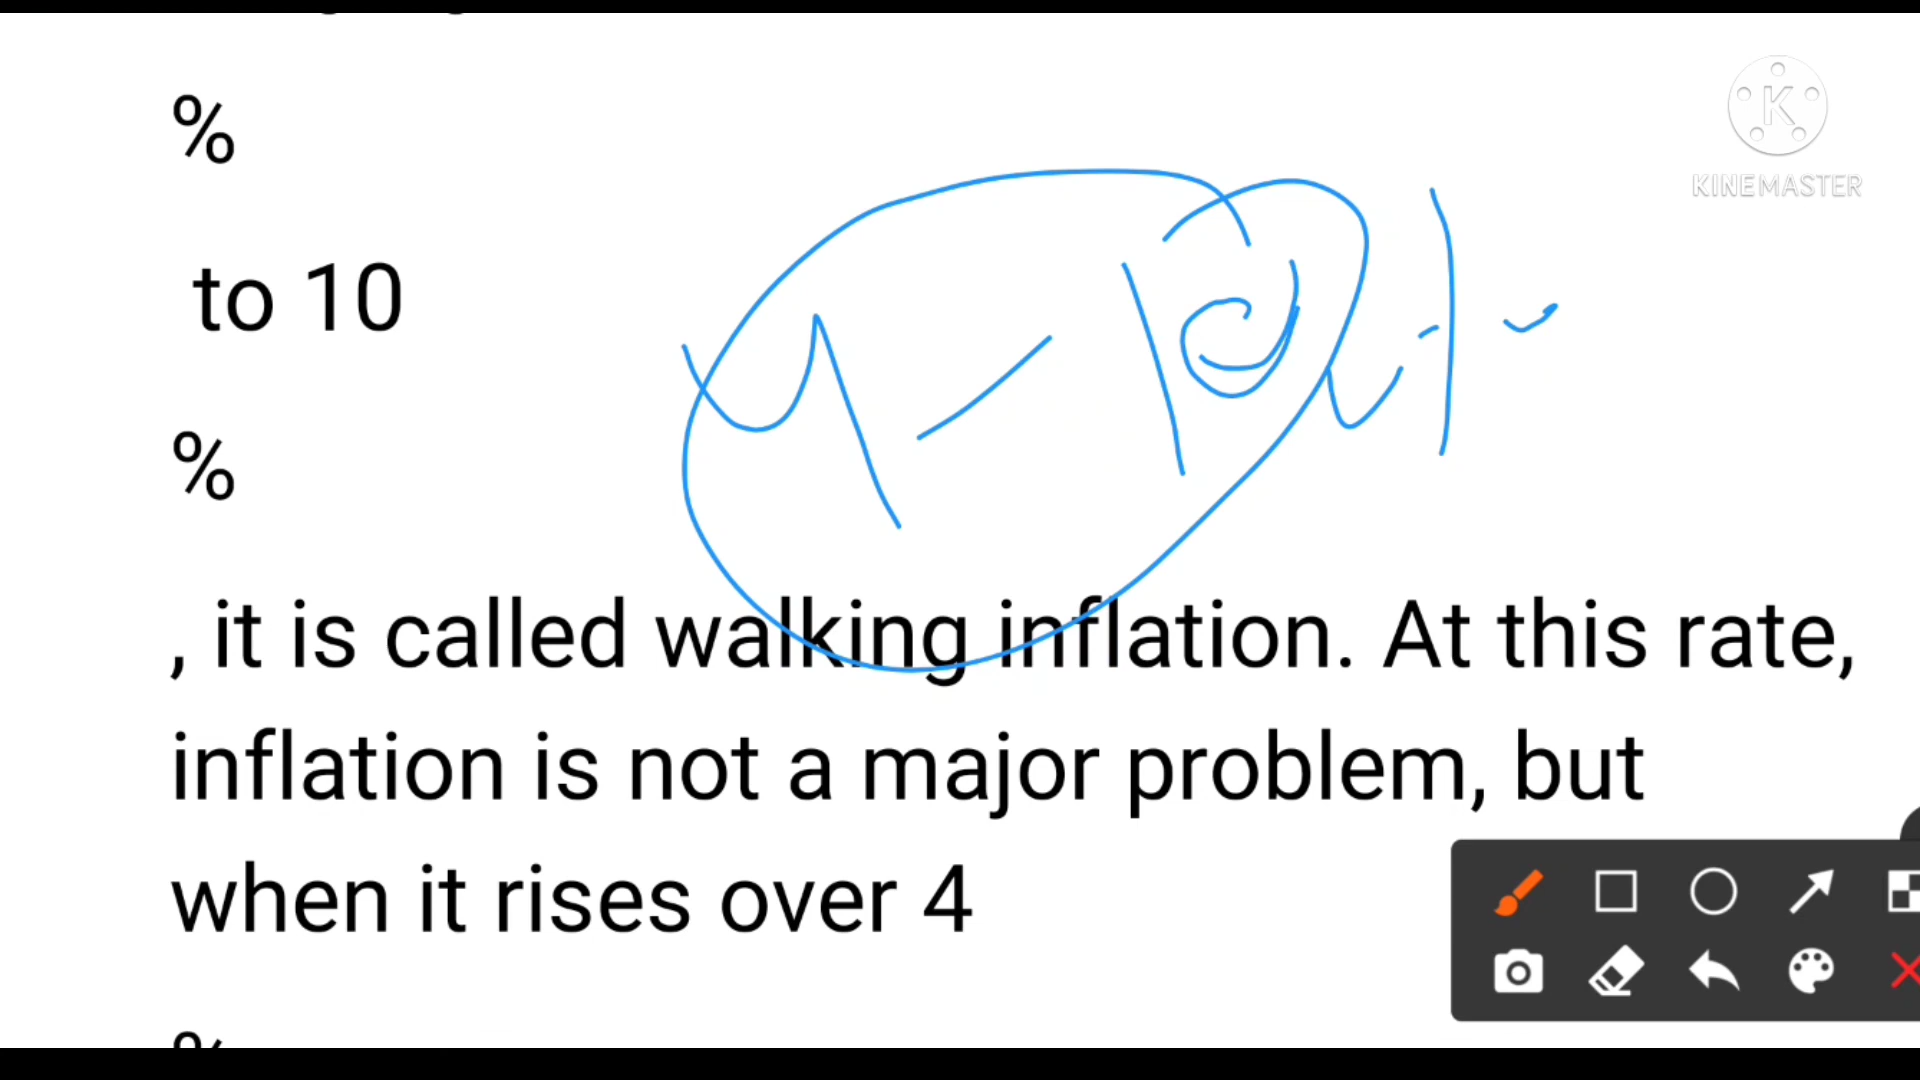 %
KINEMASTER
to 10
%
, it is called walking inflation. At this rate,
inflation is not a major problem, but
when it rises over 4
%